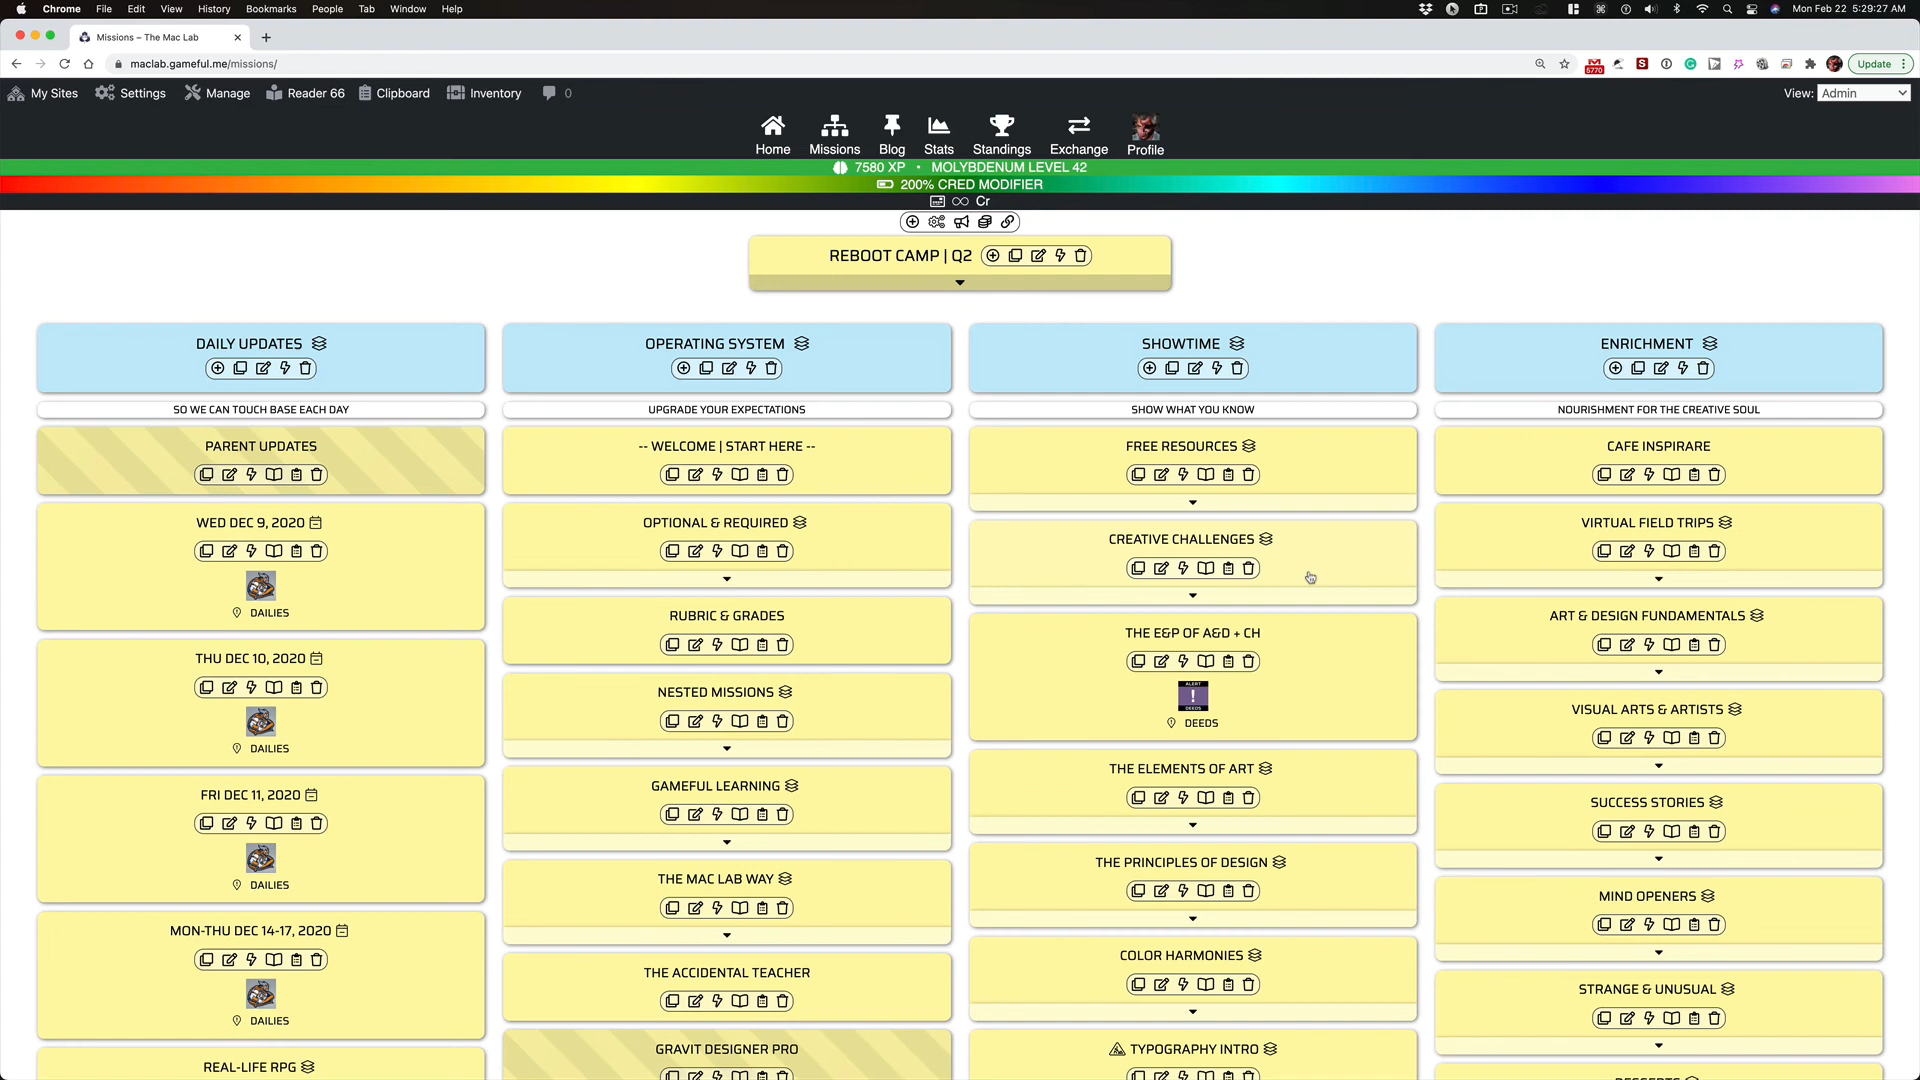 Chrome File Edit View History Bookmarks People Tab Window Help Mon Feb 22 5:29:27 AM
Missions – The Mac Lab
maclab.gameful.me/missions/ 5770 Update
My Sites Settings Manage Reader 66 Clipboard Inventory 0 View: Admin
Home Missions Blog Stats Standings Exchange Profile
7580 XP • MOLYBDENUM LEVEL 42
200% CRED MODIFIER
∞ Cr
REBOOT CAMP | Q2
DAILY UPDATES
SO WE CAN TOUCH BASE EACH DAY
PARENT UPDATES
WED DEC 9, 2020
DAILIES
THU DEC 10, 2020
DAILIES
FRI DEC 11, 2020
DAILIES
MON-THU DEC 14-17, 2020
DAILIES
REAL-LIFE RPG
OPERATING SYSTEM
UPGRADE YOUR EXPECTATIONS
-- WELCOME | START HERE --
OPTIONAL & REQUIRED
RUBRIC & GRADES
NESTED MISSIONS
GAMEFUL LEARNING
THE MAC LAB WAY
THE ACCIDENTAL TEACHER
GRAVIT DESIGNER PRO
SHOWTIME
SHOW WHAT YOU KNOW
FREE RESOURCES
CREATIVE CHALLENGES
THE E&P OF A&D + CH
ALERT
!
DEEDS
DEEDS
THE ELEMENTS OF ART
THE PRINCIPLES OF DESIGN
COLOR HARMONIES
TYPOGRAPHY INTRO
ENRICHMENT
NOURISHMENT FOR THE CREATIVE SOUL
CAFE INSPIRARE
VIRTUAL FIELD TRIPS
ART & DESIGN FUNDAMENTALS
VISUAL ARTS & ARTISTS
SUCCESS STORIES
MIND OPENERS
STRANGE & UNUSUAL